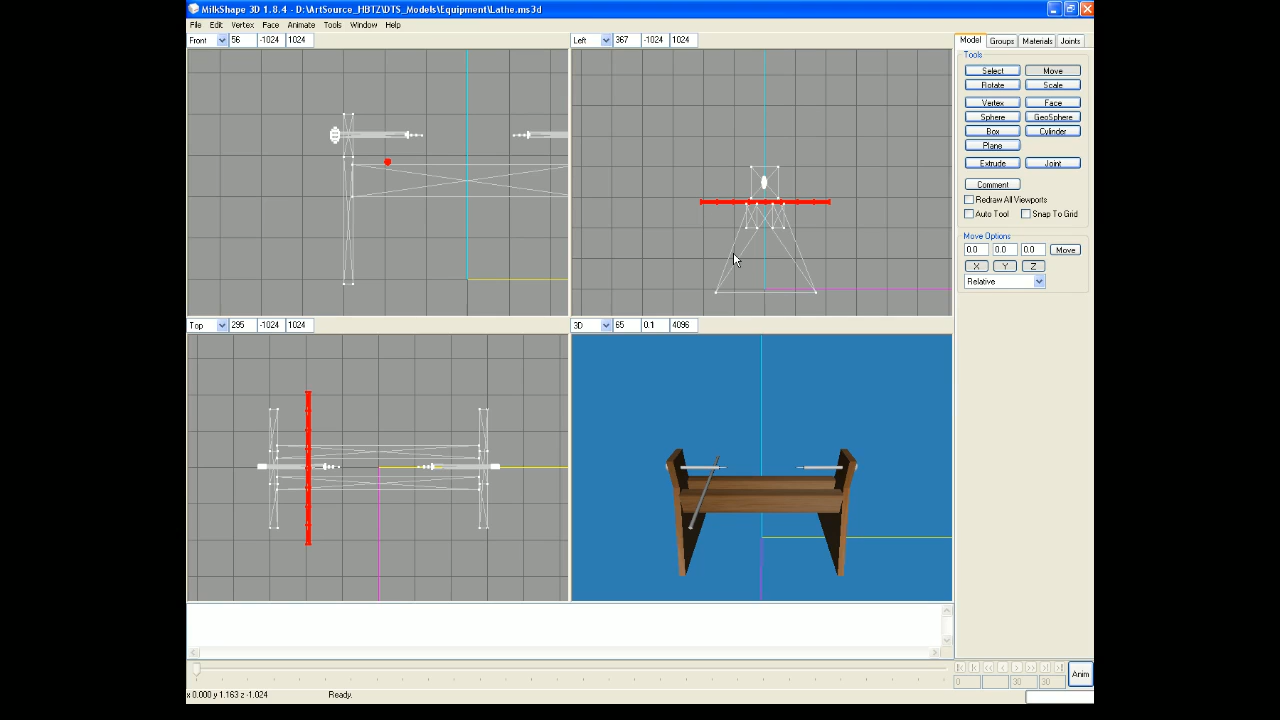 MilkShape 3D 1.8.4 - D:\ArtSource_HBTZ\DTS_Models\Equipment\Lathe.ms3d
File Edit Vertex Face Animate Tools Window Help
Front 56 -1024 1024 Left 367 -1024 1024
Model Groups Materials Joints
Tools
Select Move
Rotate Scale
Vertex Face
Sphere GeoSphere
Box Cylinder
Plane
Extrude Joint
Comment
Redraw All Viewports
Auto Tool Snap To Grid
Move Options
0.0 0.0 0.0 Move
X Y Z
Relative
Top 295 -1024 1024 3D 65 0.1 4096
0 30 30 Anim
x 0.000 y 1.163 z -1.024 Ready.